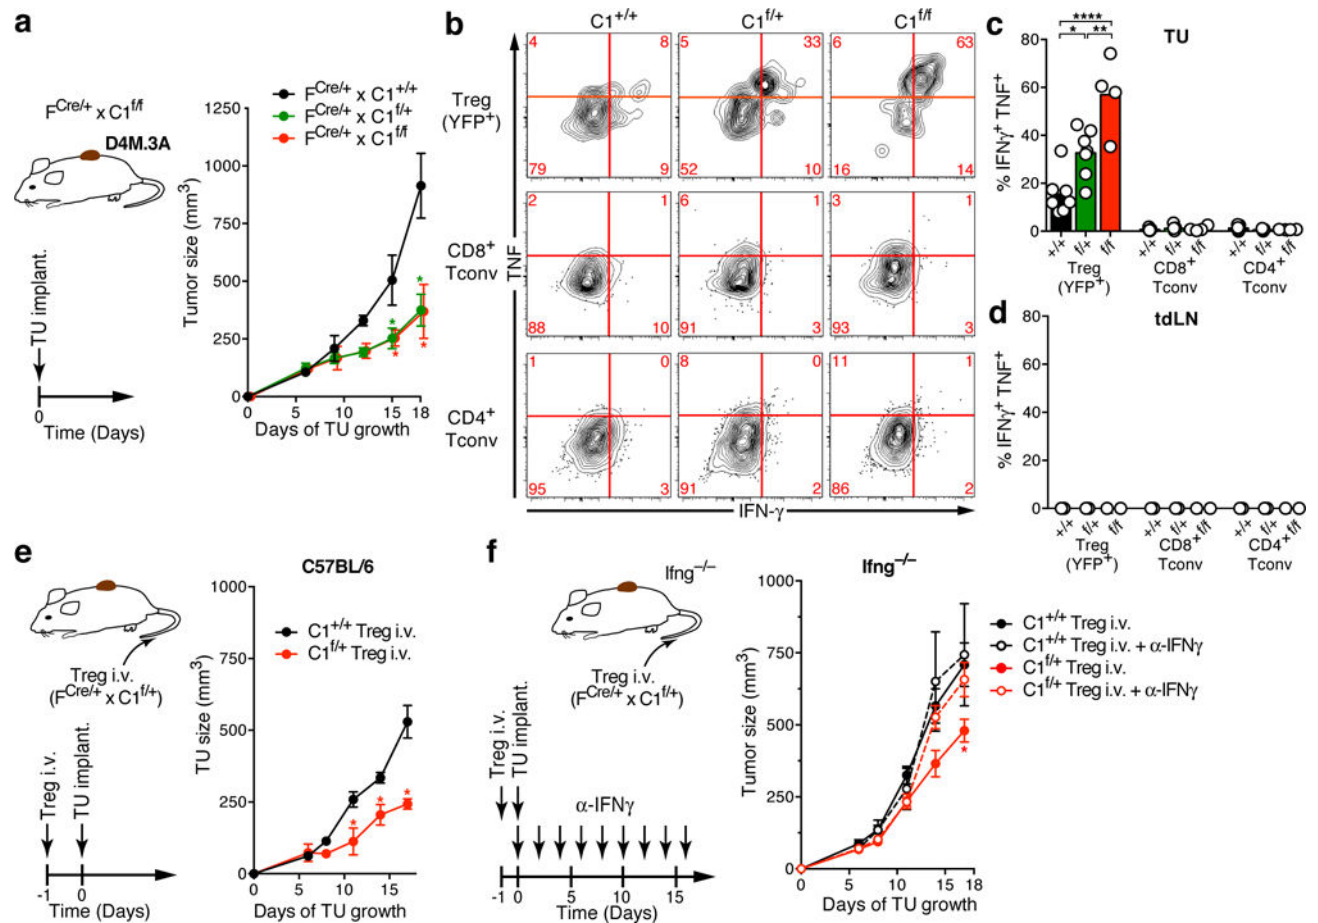 a
F^Cre/+ x C1^f/f
D4M.3A
TU implant.
0
Time (Days)
Tumor size (mm³)
1250
1000
750
500
250
0
F^Cre/+ x C1^+/+
F^Cre/+ x C1^f/+
F^Cre/+ x C1^f/f
*
*
*
*
0 5 10 15 18
Days of TU growth
b
C1^+/+ C1^f/+ C1^f/f
TNF
Treg
(YFP⁺)
4 8 5 33 6 63
79 9 52 10 16 14
CD8⁺
Tconv
2 1 6 1 3 1
88 10 91 3 93 3
CD4⁺
Tconv
1 0 8 0 11 1
95 3 91 2 86 2
IFN-γ
c
TU
****
* **
% IFNγ⁺ TNF⁺
80
60
40
20
0
+/+ f/+ f/f +/+ f/+ f/f +/+ f/+ f/f
Treg CD8⁺ CD4⁺
(YFP⁺) Tconv Tconv
d
tdLN
% IFNγ⁺ TNF⁺
80
60
40
20
0
+/+ f/+ f/f +/+ f/+ f/f +/+ f/+ f/f
Treg CD8⁺ CD4⁺
(YFP⁺) Tconv Tconv
e
Treg i.v.
(F^Cre/+ x C1^f/+)
Treg i.v.
TU implant.
-1 0
Time (Days)
C57BL/6
TU size (mm³)
1000
750
500
250
0
C1^+/+ Treg i.v.
C1^f/+ Treg i.v.
* * *
0 5 10 15
Days of TU growth
f
Ifng^–/–
Treg i.v.
(F^Cre/+ x C1^f/+)
Treg i.v.
TU implant.
α-IFNγ
-1 0 5 10 15
Time (Days)
Ifng^–/–
Tumor size (mm³)
1000
750
500
250
0
*
0 5 10 15 18
Days of TU growth
C1^+/+ Treg i.v.
C1^+/+ Treg i.v. + α-IFNγ
C1^f/+ Treg i.v.
C1^f/+ Treg i.v. + α-IFNγ